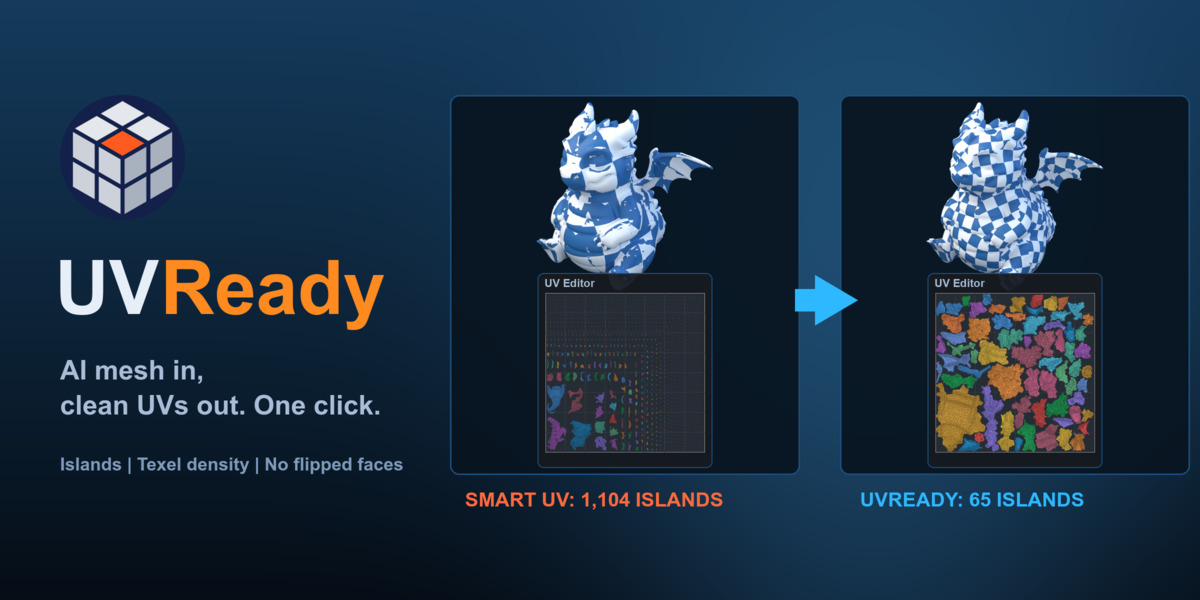 UVReady
AI mesh in,
clean UVs out. One click.
Islands | Texel density | No flipped faces
UV Editor
SMART UV: 1,104 ISLANDS
UV Editor
UVREADY: 65 ISLANDS